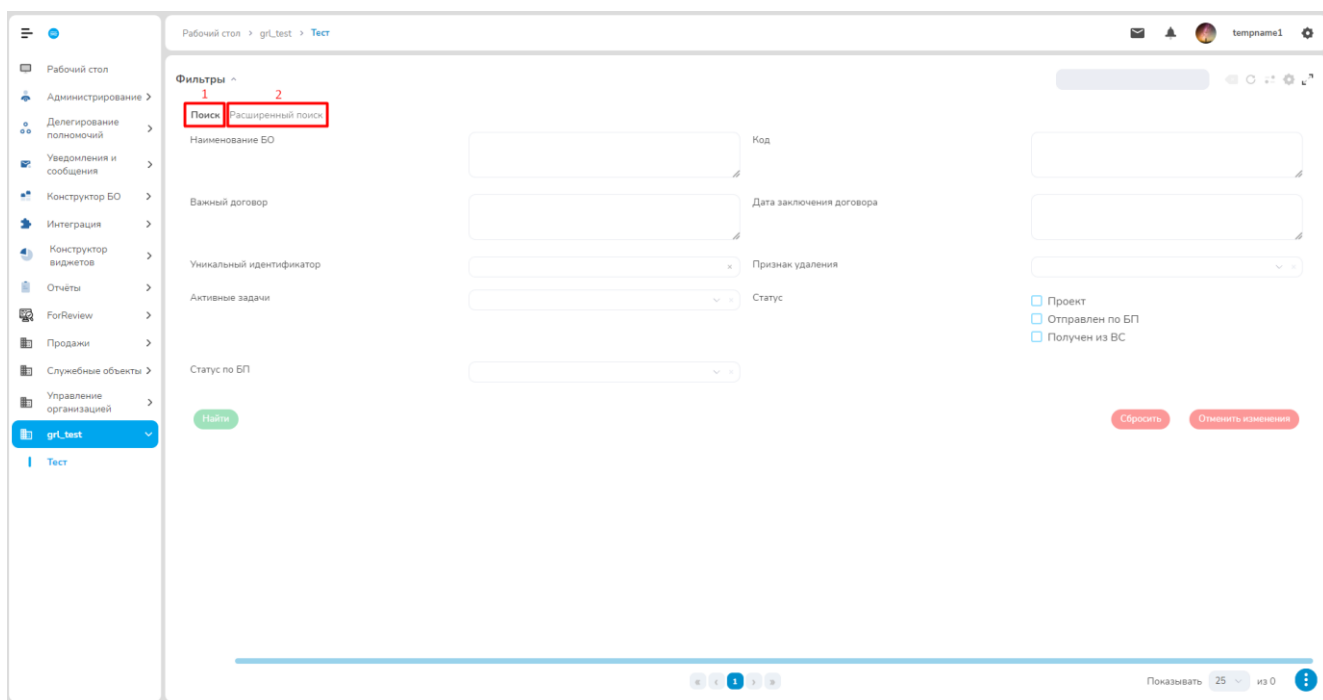 Рабочий стол > grl_test > Тест
tempname1
Рабочий стол
Администрирование
Делегирование
полномочий
Уведомления и
сообщения
Конструктор БО
Интеграция
Конструктор
виджетов
Отчёты
ForReview
Продажи
Служебные объекты
Управление
организацией
grl_test
Тест
Фильтры
1 2
Поиск Расширенный поиск
Наименование БО Код
Важный договор Дата заключения договора
Уникальный идентификатор Признак удаления
Активные задачи Статус
Проект
Отправлен по БП
Получен из ВС
Статус по БП
Найти Сбросить Отменить изменения
« ‹ 1 › » Показывать 25 из 0